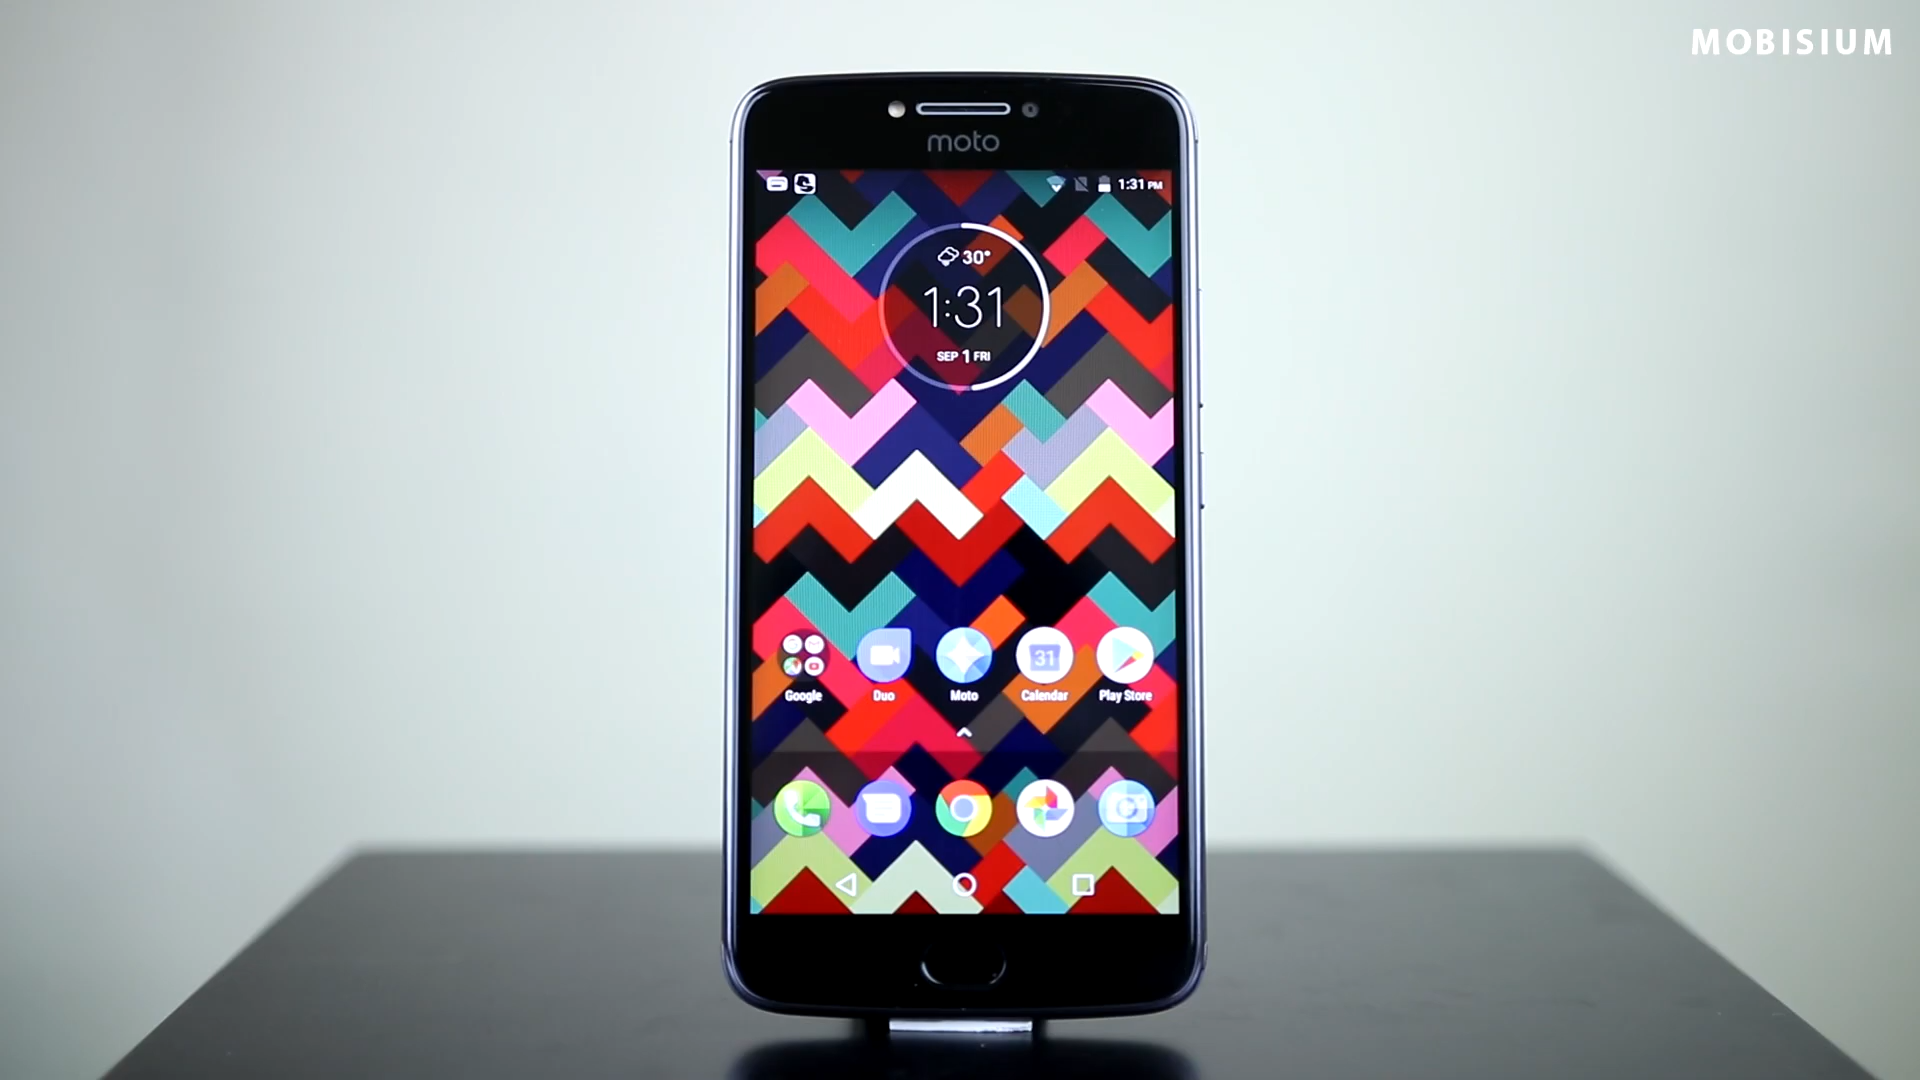 MOBISIUM
moto
1:31 PM
30°
1:31
SEP 1 FRI
Google Duo Moto Calendar Play Store
31